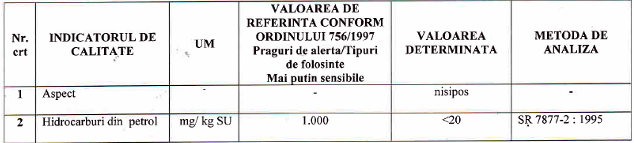 Nr. crt | INDICATORUL DE CALITATE | UM | VALOAREA DE REFERINTA CONFORM ORDINULUI 756/1997 Praguri de alerta/Tipuri de folosinte Mai putin sensibile | VALOAREA DETERMINATA | METODA DE ANALIZA
1 | Aspect | - | - | nisipos | -
2 | Hidrocarburi din petrol | mg/ kg SU | 1.000 | <20 | SR 7877-2 : 1995